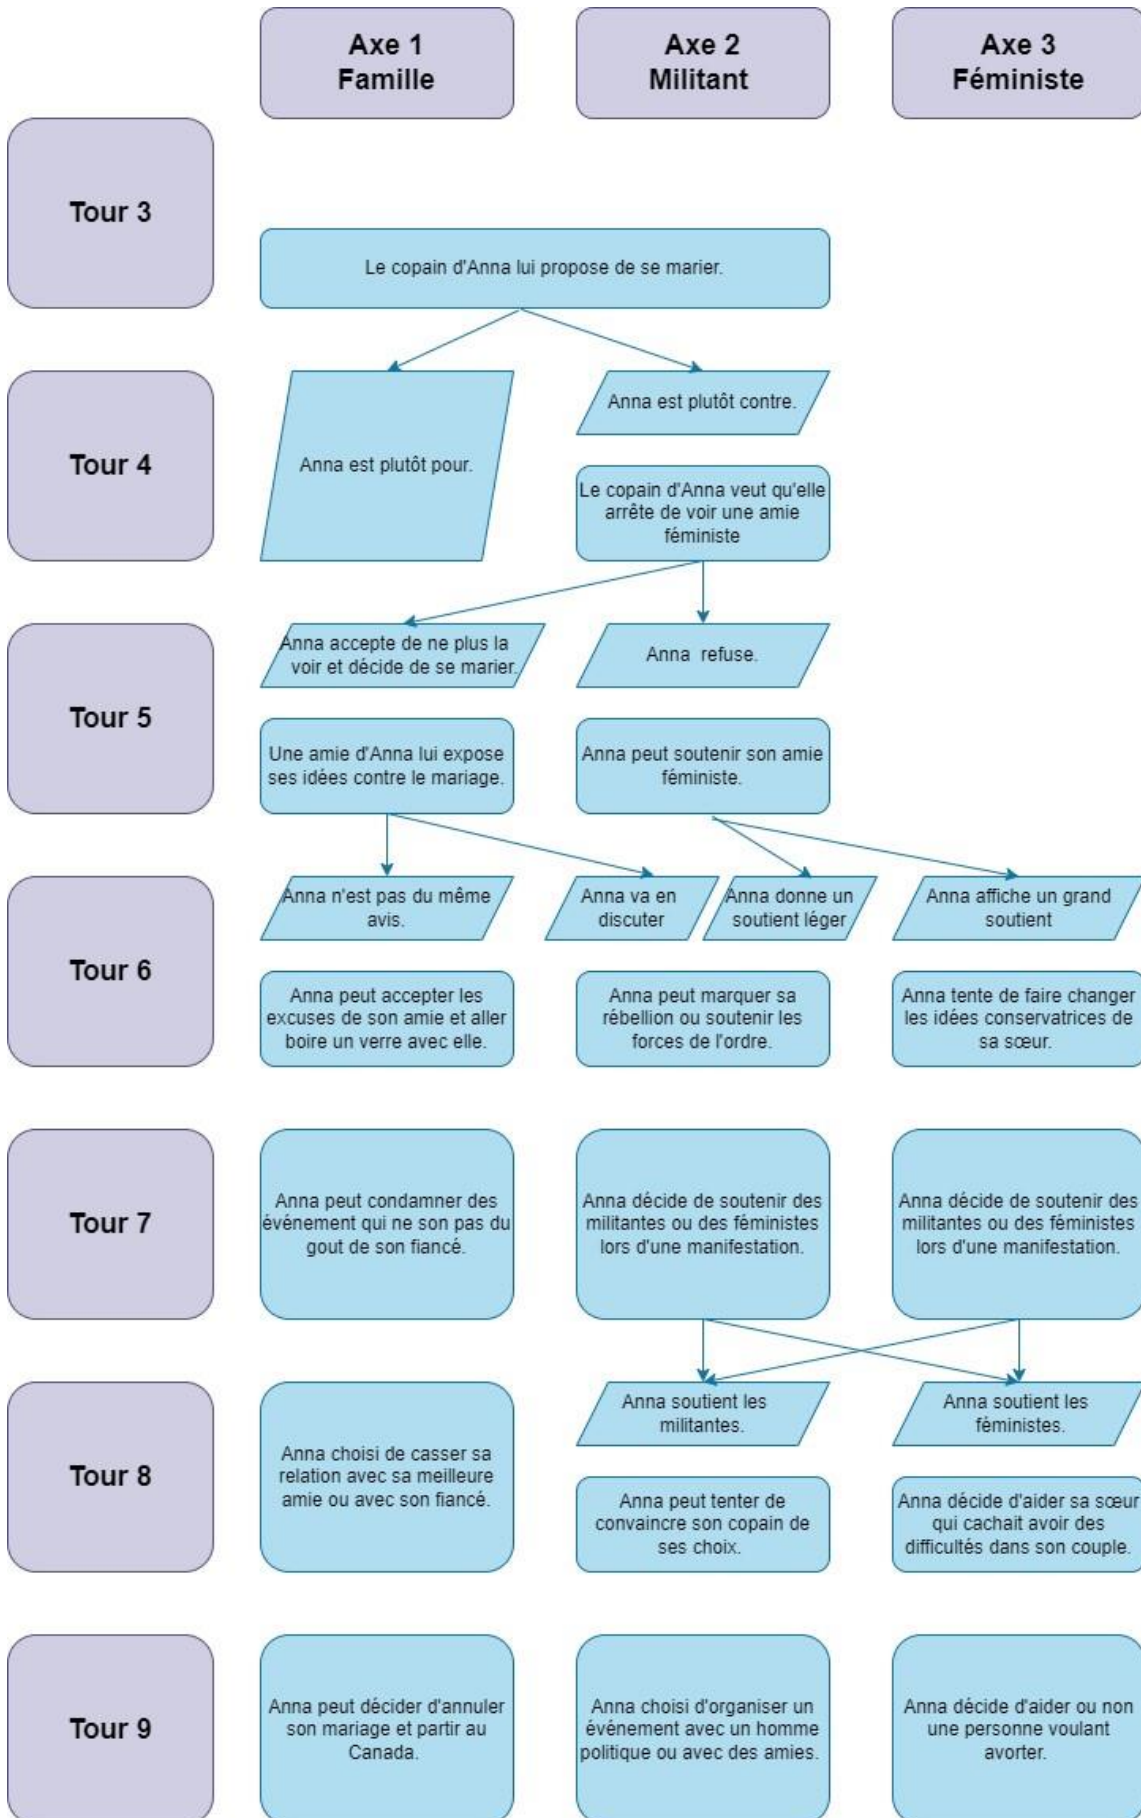 Axe 1
Famille
Axe 2
Militant
Axe 3
Féministe
Tour 3
Le copain d'Anna lui propose de se marier.
Tour 4
Anna est plutôt pour.
Anna est plutôt contre.
Le copain d'Anna veut qu'elle
arrête de voir une amie
féministe
Tour 5
Anna accepte de ne plus la
voir et décide de se marier.
Anna refuse.
Une amie d'Anna lui expose
ses idées contre le mariage.
Anna peut soutenir son amie
féministe.
Tour 6
Anna n'est pas du même
avis.
Anna va en
discuter
Anna donne un
soutient léger
Anna affiche un grand
soutient
Anna peut accepter les
excuses de son amie et aller
boire un verre avec elle.
Anna peut marquer sa
rébellion ou soutenir les
forces de l'ordre.
Anna tente de faire changer
les idées conservatrices de
sa sœur.
Tour 7
Anna peut condamner des
événement qui ne son pas du
gout de son fiancé.
Anna décide de soutenir des
militantes ou des féministes
lors d'une manifestation.
Anna décide de soutenir des
militantes ou des féministes
lors d'une manifestation.
Tour 8
Anna choisi de casser sa
relation avec sa meilleure
amie ou avec son fiancé.
Anna soutient les
militantes.
Anna soutient les
féministes.
Anna peut tenter de
convaincre son copain de
ses choix.
Anna décide d'aider sa sœur
qui cachait avoir des
difficultés dans son couple.
Tour 9
Anna peut décider d'annuler
son mariage et partir au
Canada.
Anna choisi d'organiser un
événement avec un homme
politique ou avec des amies.
Anna décide d'aider ou non
une personne voulant
avorter.